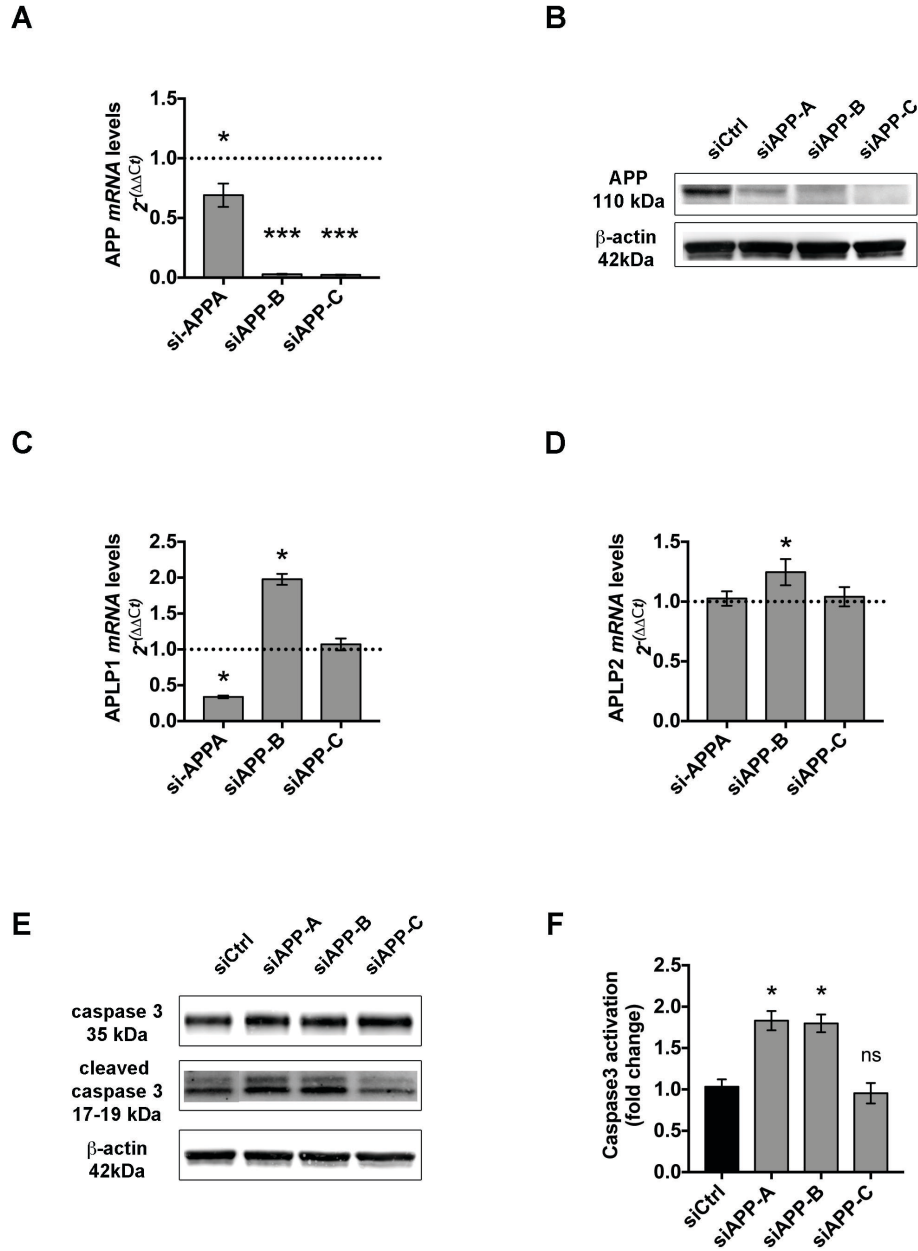 A
APP mRNA levels
2-(ΔΔCt)
1.5
1.0
0.5
0.0
*
***
***
si-APPA
siAPP-B
siAPP-C
B
siCtrl
siAPP-A
siAPP-B
siAPP-C
APP
110 kDa
β-actin
42kDa
C
APLP1 mRNA levels
2-(ΔΔCt)
2.5
2.0
1.5
1.0
0.5
0.0
*
*
si-APPA
siAPP-B
siAPP-C
D
APLP2 mRNA levels
2-(ΔΔCt)
1.5
1.0
0.5
0.0
*
si-APPA
siAPP-B
siAPP-C
E
siCtrl
siAPP-A
siAPP-B
siAPP-C
caspase 3
35 kDa
cleaved
caspase 3
17-19 kDa
β-actin
42kDa
F
Caspase3 activation
(fold change)
2.5
2.0
1.5
1.0
0.5
0.0
*
*
ns
siCtrl
siAPP-A
siAPP-B
siAPP-C